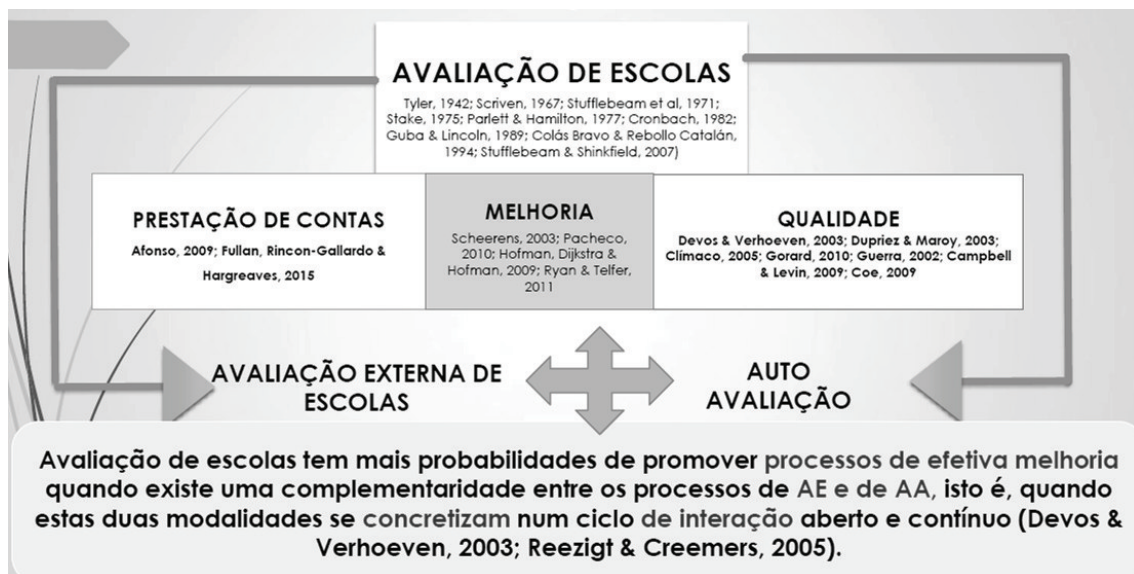 AVALIAÇÃO DE ESCOLAS
Tyler, 1942; Scriven, 1967; Stufflebeam et al, 1971;
Stake, 1975; Parlett & Hamilton, 1977; Cronbach, 1982;
Guba & Lincoln, 1989; Colás Bravo & Rebollo Catalán,
1994; Stufflebeam & Shinkfield, 2007)
PRESTAÇÃO DE CONTAS
Afonso, 2009; Fullan, Rincon-Gallardo &
Hargreaves, 2015
MELHORIA
Scheerens, 2003; Pacheco,
2010; Hofman, Dijkstra &
Hofman, 2009; Ryan & Telfer,
2011
QUALIDADE
Devos & Verhoeven, 2003; Dupriez & Maroy, 2003;
Clímaco, 2005; Gorard, 2010; Guerra, 2002; Campbell
& Levin, 2009; Coe, 2009
AVALIAÇÃO EXTERNA DE
ESCOLAS
AUTO
AVALIAÇÃO
Avaliação de escolas tem mais probabilidades de promover processos de efetiva melhoria
quando existe uma complementaridade entre os processos de AE e de AA, isto é, quando
estas duas modalidades se concretizam num ciclo de interação aberto e contínuo (Devos &
Verhoeven, 2003; Reezigt & Creemers, 2005).